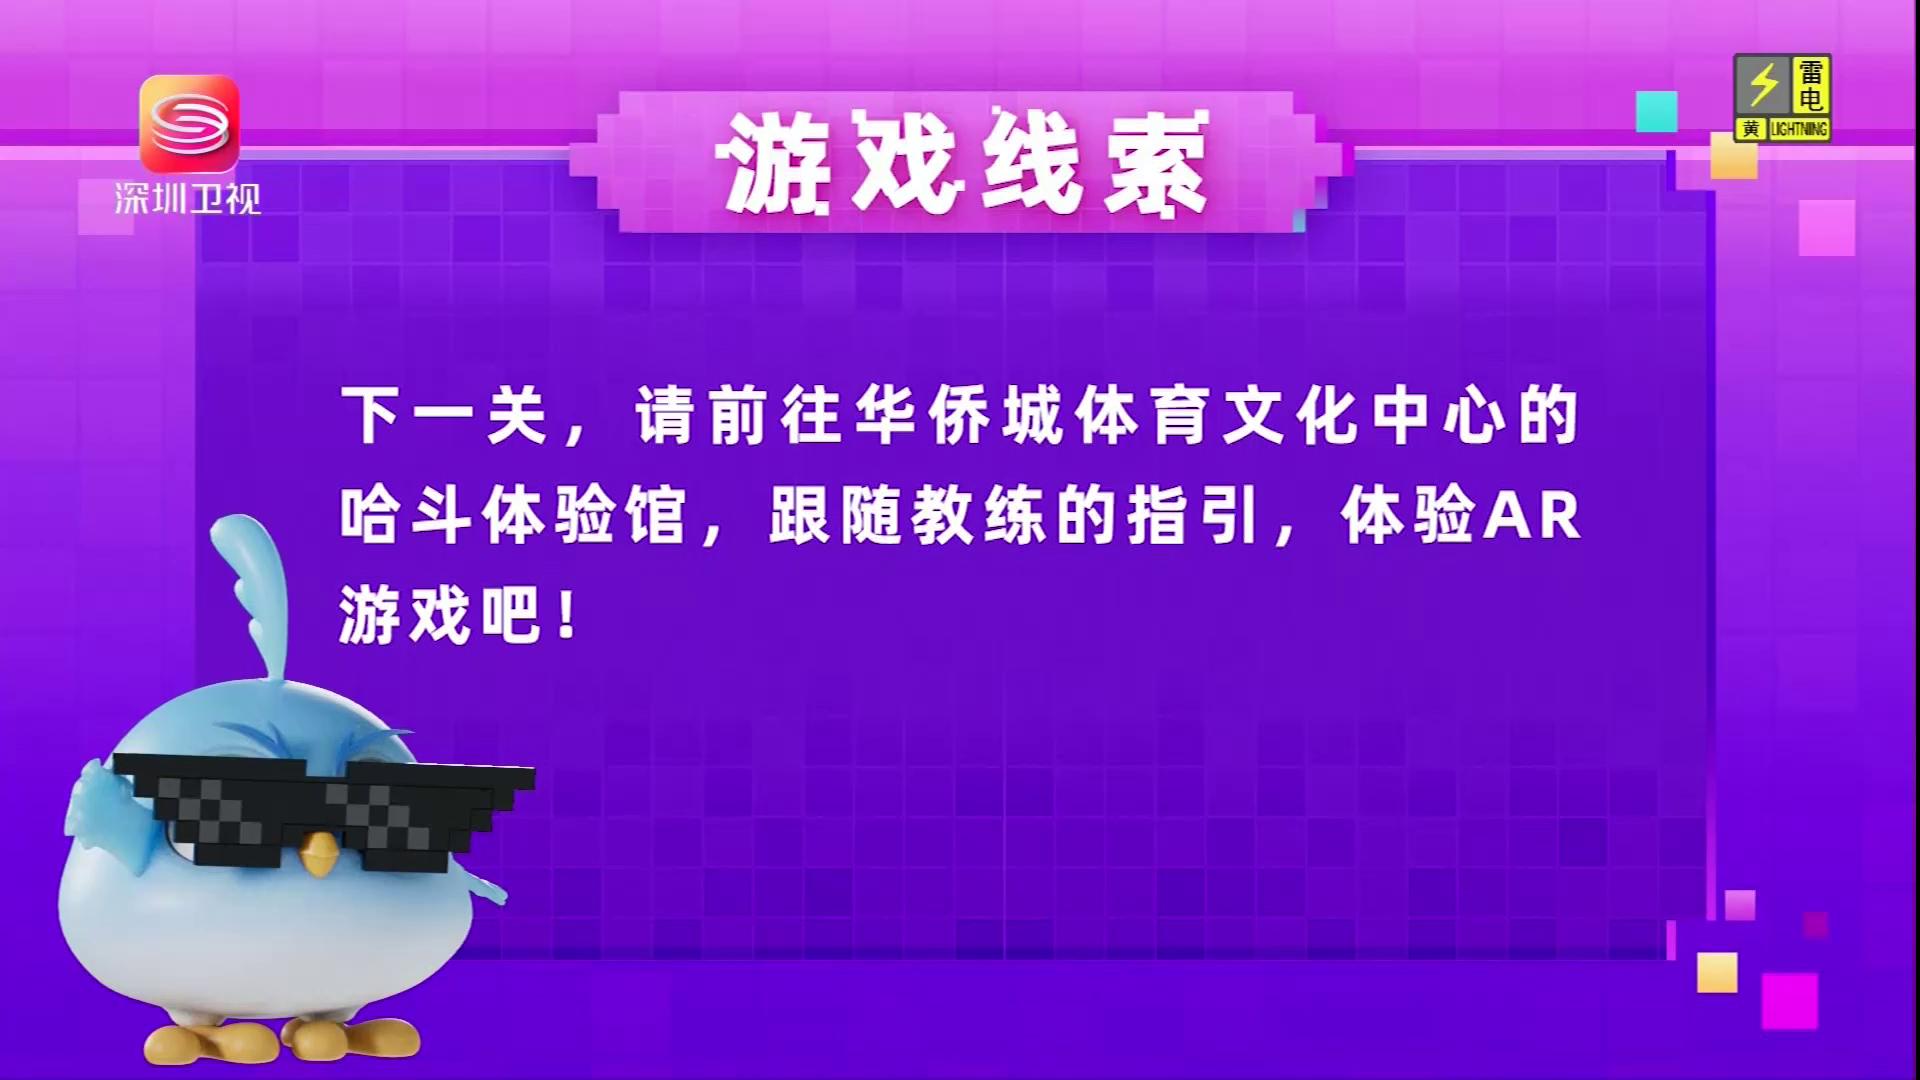 深圳卫视
雷电
黄 LIGHTNING
游戏线索
下一关，请前往华侨城体育文化中心的
哈斗体验馆，跟随教练的指引，体验AR
游戏吧！